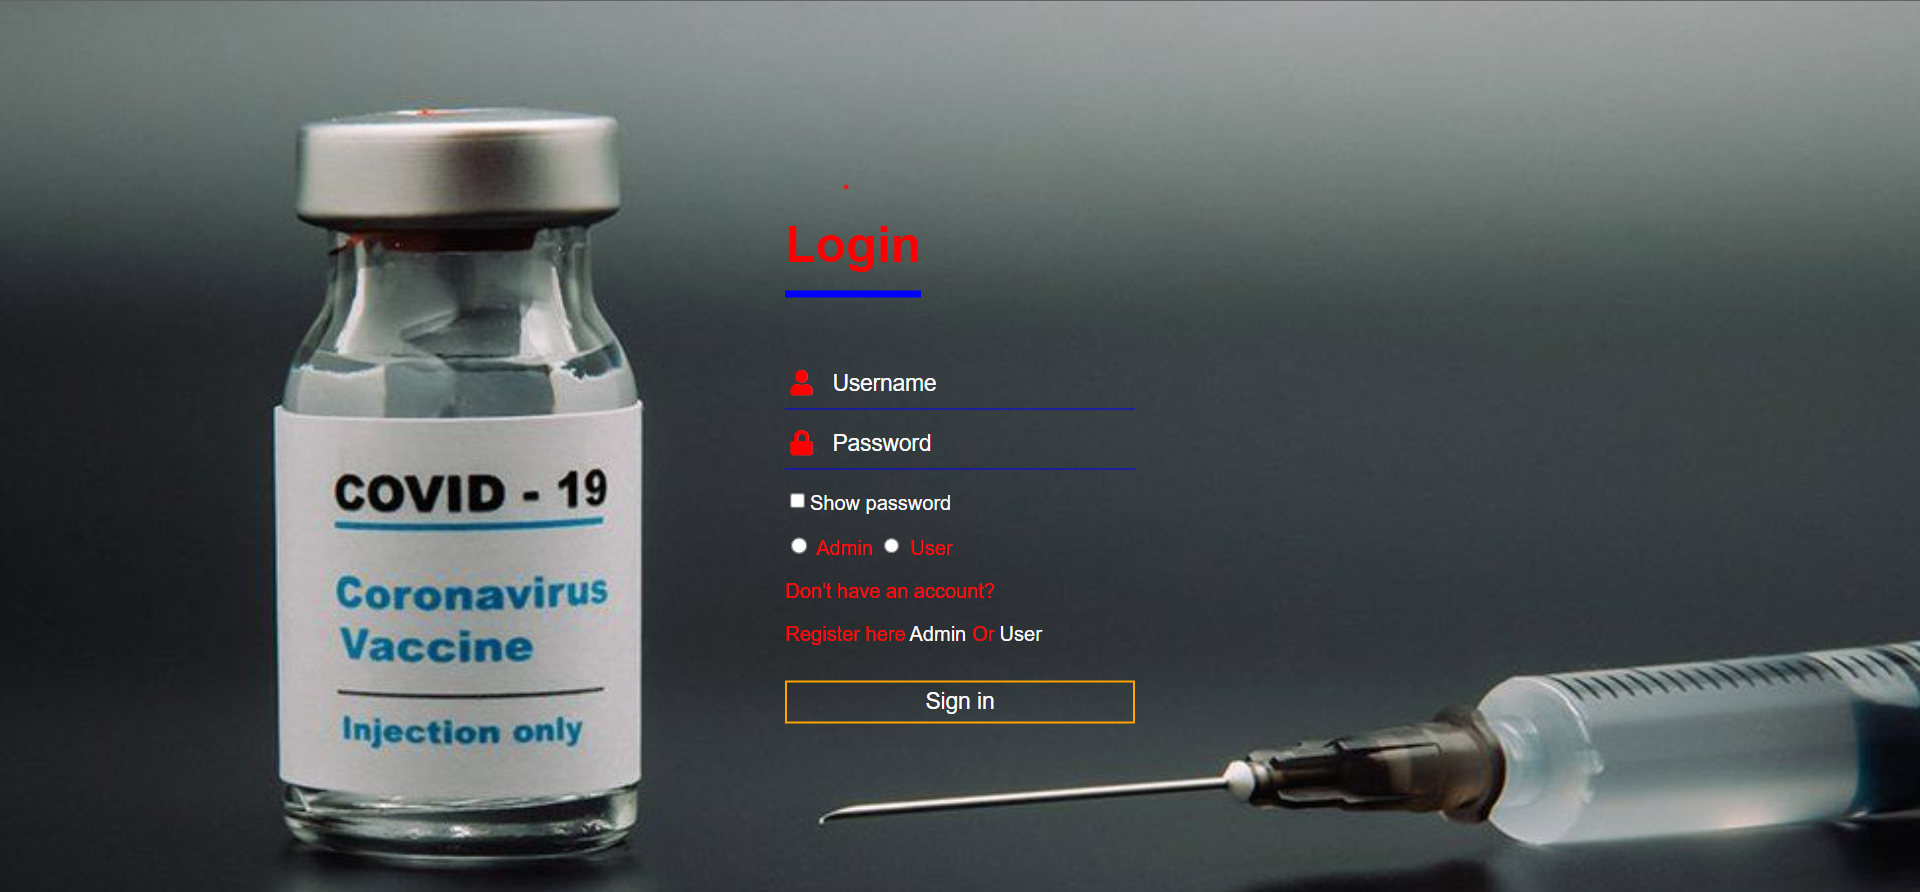 COVID - 19
Coronavirus
Vaccine
Injection only
Login
Username
Password
Show password
Admin User
Don't have an account?
Register here Admin Or User
Sign in